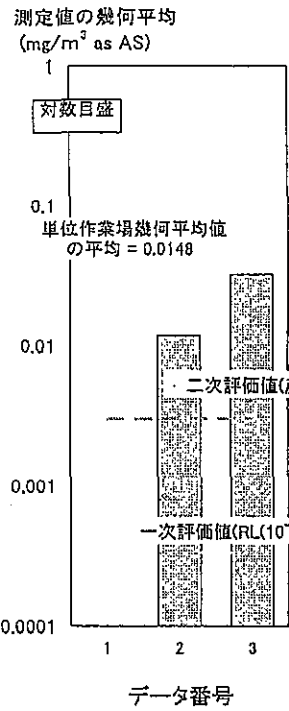 測定値の幾何平均
(mg/m³ as AS)
1
対数目盛
0.1
単位作業場幾何平均値
の平均 = 0.0148
0.01
二次評価値(
0.001
一次評価値(RL(10⁻
0.0001
1 2 3
データ番号